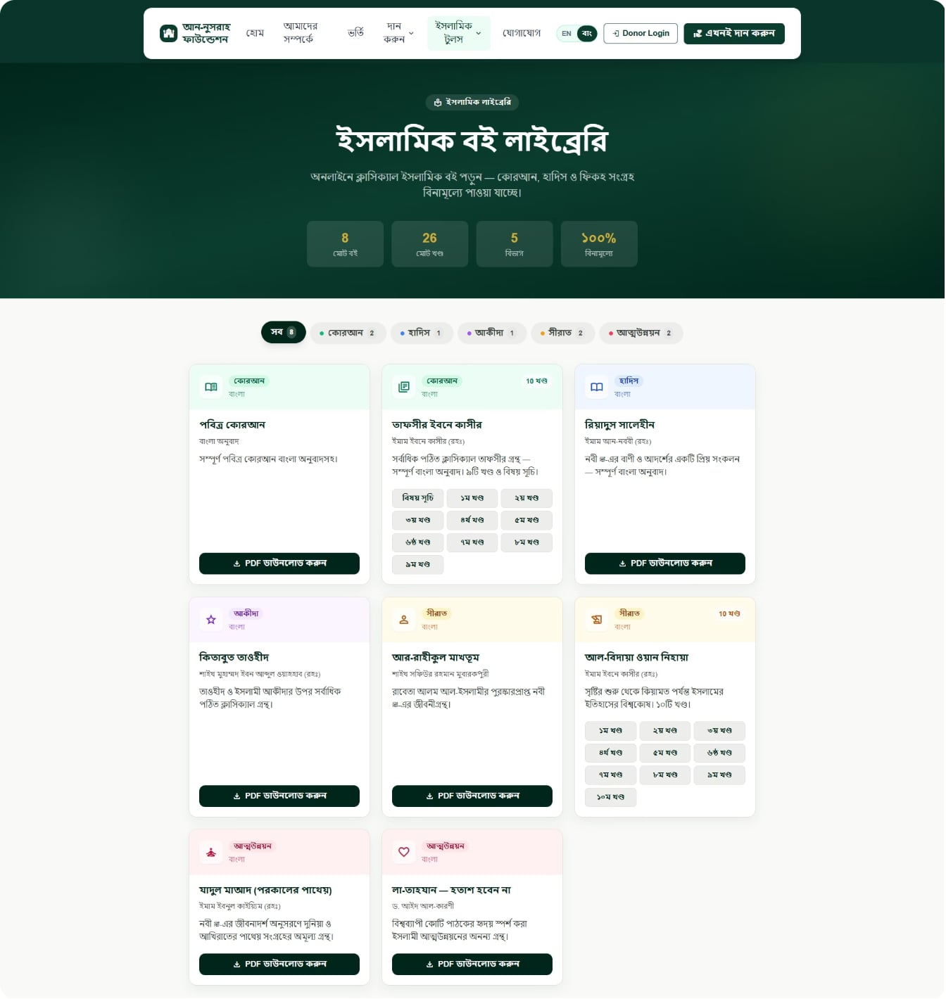 আন-নুসরাহ
ফাউন্ডেশন
হোম
আমাদের
সম্পর্কে
ভর্তি
দান
করুন
ইসলামিক
টুলস
যোগাযোগ
EN
বাং
Donor Login
এখনই দান করুন
ইসলামিক লাইব্রেরি
ইসলামিক বই লাইব্রেরি
অনলাইনে ক্লাসিক্যাল ইসলামিক বই পড়ুন — কোরআন, হাদিস ও ফিকহ সংগ্রহ
বিনামূল্যে পাওয়া যাচ্ছে।
8
মোট বই
26
মোট খণ্ড
5
বিভাগ
১০০%
বিনামূল্যে
সব 8
কোরআন 2
হাদিস 1
আকীদা 1
সীরাত 2
আত্মউন্নয়ন 2
কোরআন
বাংলা
পবিত্র কোরআন
বাংলা অনুবাদ
সম্পূর্ণ পবিত্র কোরআন বাংলা অনুবাদসহ।
PDF ডাউনলোড করুন
কোরআন
10 খণ্ড
বাংলা
তাফসীর ইবনে কাসীর
ইমাম ইবনে কাসীর (রহঃ)
সর্বাধিক পঠিত ক্লাসিক্যাল তাফসীর গ্রন্থ —
সম্পূর্ণ বাংলা অনুবাদ। ৯টি খণ্ড ও বিষয় সূচি।
বিষয় সূচি
১ম খণ্ড
২য় খণ্ড
৩য় খণ্ড
৪র্থ খণ্ড
৫ম খণ্ড
৬ষ্ঠ খণ্ড
৭ম খণ্ড
৮ম খণ্ড
৯ম খণ্ড
হাদিস
বাংলা
রিয়াদুস সালেহীন
ইমাম আন-নববী (রহঃ)
নবী ﷺ-এর বাণী ও আদর্শের একটি প্রিয় সংকলন
— সম্পূর্ণ বাংলা অনুবাদ।
PDF ডাউনলোড করুন
আকীদা
বাংলা
কিতাবুত তাওহীদ
শাইখ মুহাম্মদ ইবন আব্দুল ওয়াহহাব (রহঃ)
তাওহীদ ও ইসলামী আকীদার উপর সর্বাধিক
পঠিত ক্লাসিক্যাল গ্রন্থ।
PDF ডাউনলোড করুন
সীরাত
বাংলা
আর-রাহীকুল মাখতূম
শাইখ সফিউর রহমান মুবারকপুরী
রাবেতা আলম আল-ইসলামীর পুরস্কারপ্রাপ্ত নবী
ﷺ-এর জীবনীগ্রন্থ।
PDF ডাউনলোড করুন
সীরাত
10 খণ্ড
বাংলা
আল-বিদায়া ওয়ান নিহায়া
ইমাম ইবনে কাসীর (রহঃ)
সৃষ্টির শুরু থেকে কিয়ামত পর্যন্ত ইসলামের
ইতিহাসের বিশ্বকোষ। ১০টি খণ্ড।
১ম খণ্ড
২য় খণ্ড
৩য় খণ্ড
৪র্থ খণ্ড
৫ম খণ্ড
৬ষ্ঠ খণ্ড
৭ম খণ্ড
৮ম খণ্ড
৯ম খণ্ড
১০ম খণ্ড
আত্মউন্নয়ন
বাংলা
যাদুল মাআদ (পরকালের পাথেয়)
ইমাম ইবনুল কাইয়্যিম (রহঃ)
নবী ﷺ-এর জীবনাদর্শ অনুসরণে দুনিয়া ও
আখিরাতের পাথেয় সংগ্রহের অমূল্য গ্রন্থ।
PDF ডাউনলোড করুন
আত্মউন্নয়ন
বাংলা
লা-তাহযান — হতাশ হবেন না
ড. আইদ আল-কারণী
বিশ্বব্যাপী কোটি পাঠকের হৃদয় স্পর্শ করা
ইসলামী আত্মউন্নয়নের অনন্য গ্রন্থ।
PDF ডাউনলোড করুন